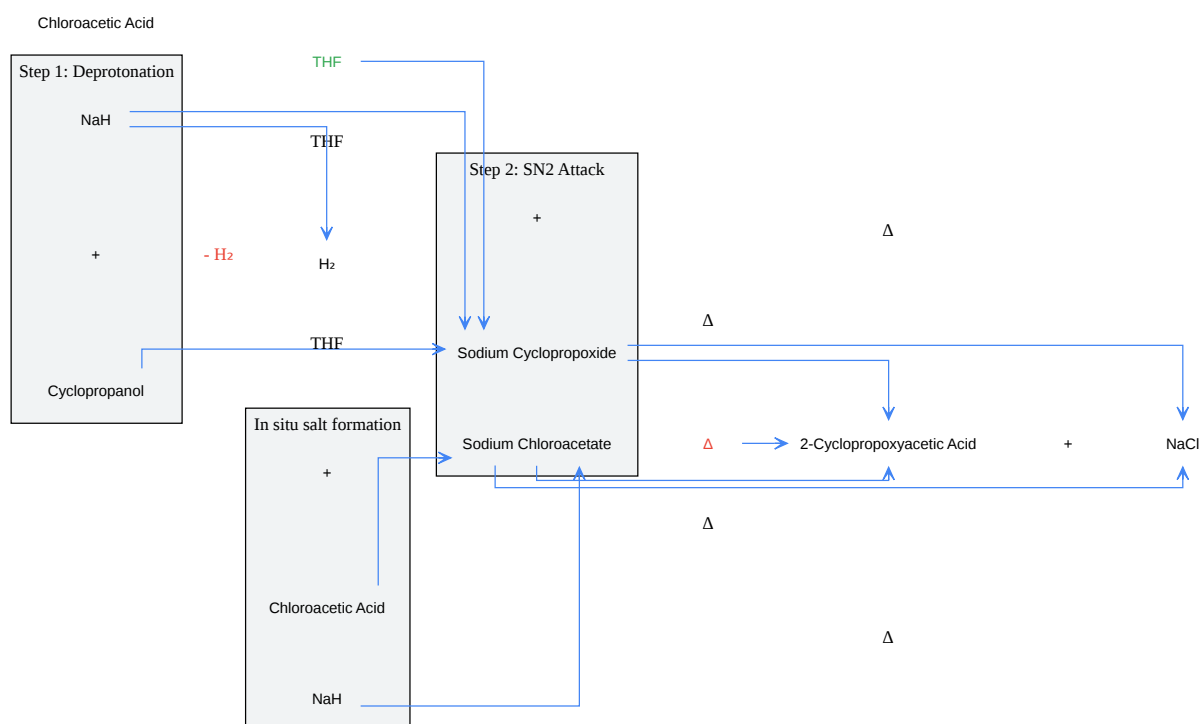 Chloroacetic Acid
Step 1: Deprotonation
THF
NaH
THF
Step 2: SN2 Attack
+
Δ
+
- H₂
H₂
Δ
THF
Sodium Cyclopropoxide
Cyclopropanol
In situ salt formation
Sodium Chloroacetate
Δ
2-Cyclopropoxyacetic Acid
+
NaCl
+
Δ
Chloroacetic Acid
Δ
NaH